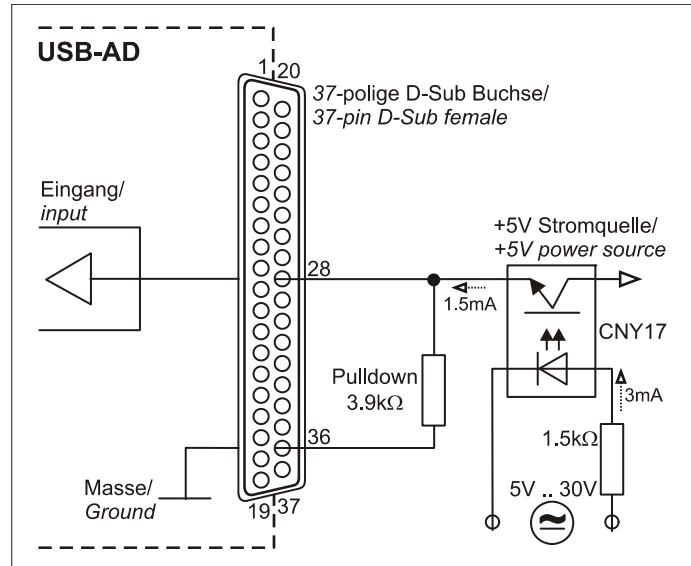 USB-AD
1 20
37-polige D-Sub Buchse/
37-pin D-Sub female
Eingang/
input
+5V Stromquelle/
+5V power source
28
1.5mA
CNY17
Pulldown
3.9kΩ
3mA
36
1.5kΩ
Masse/
Ground
5V .. 30V
19 37